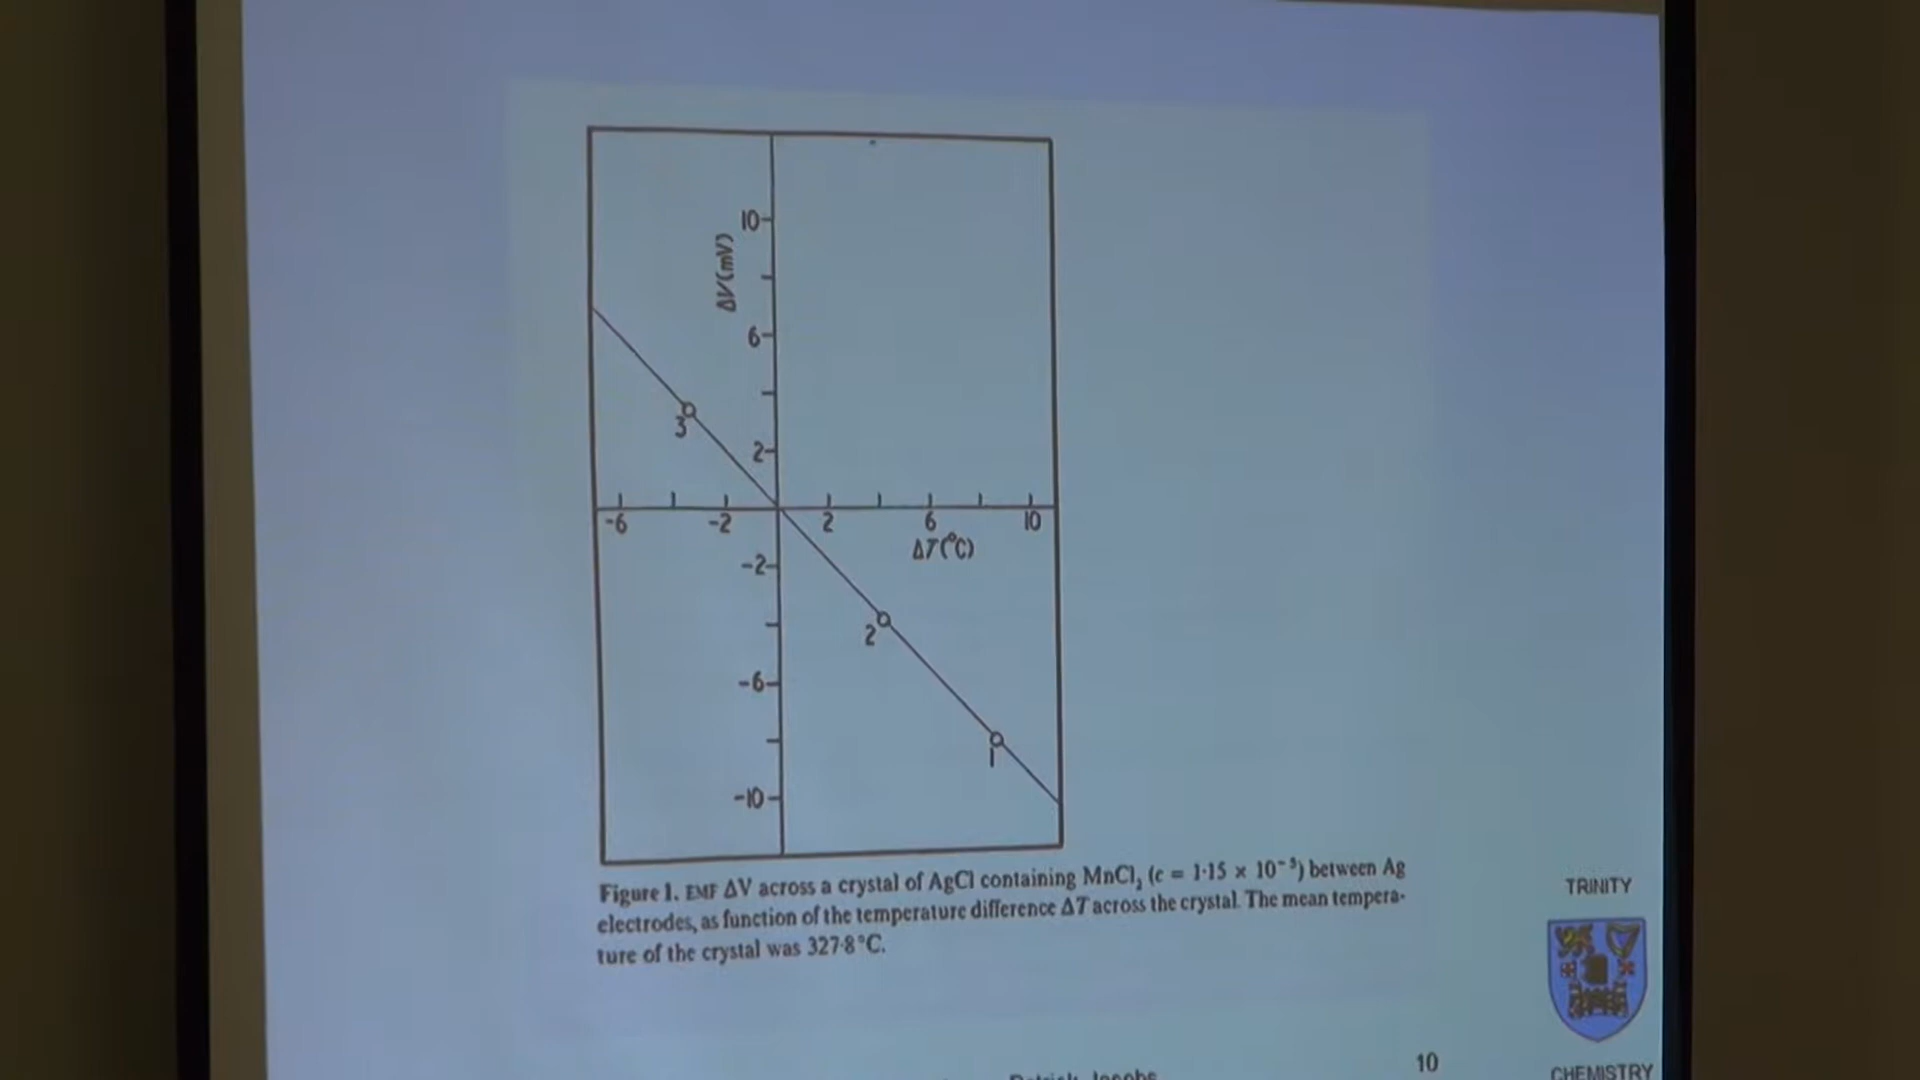 10
ΔV(mV)
6
3
2
-6 -2 2 6 10
ΔT(°C)
-2
2
-6
1
-10
Figure 1. EMF ΔV across a crystal of AgCl containing MnCl₂ (c = 1·15 × 10⁻⁵) between Ag
electrodes, as function of the temperature difference ΔT across the crystal. The mean tempera-
ture of the crystal was 327·8°C.
TRINITY
Patrick Jacobs
10
CHEMISTRY